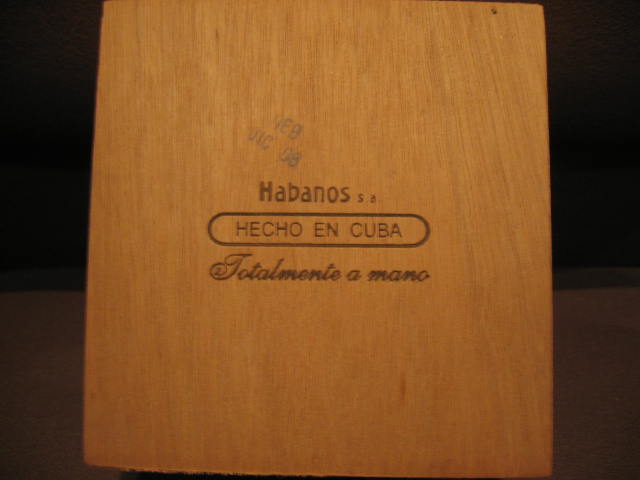 DIC 08
Habanos s.a
HECHO EN CUBA
Totalmente a mano